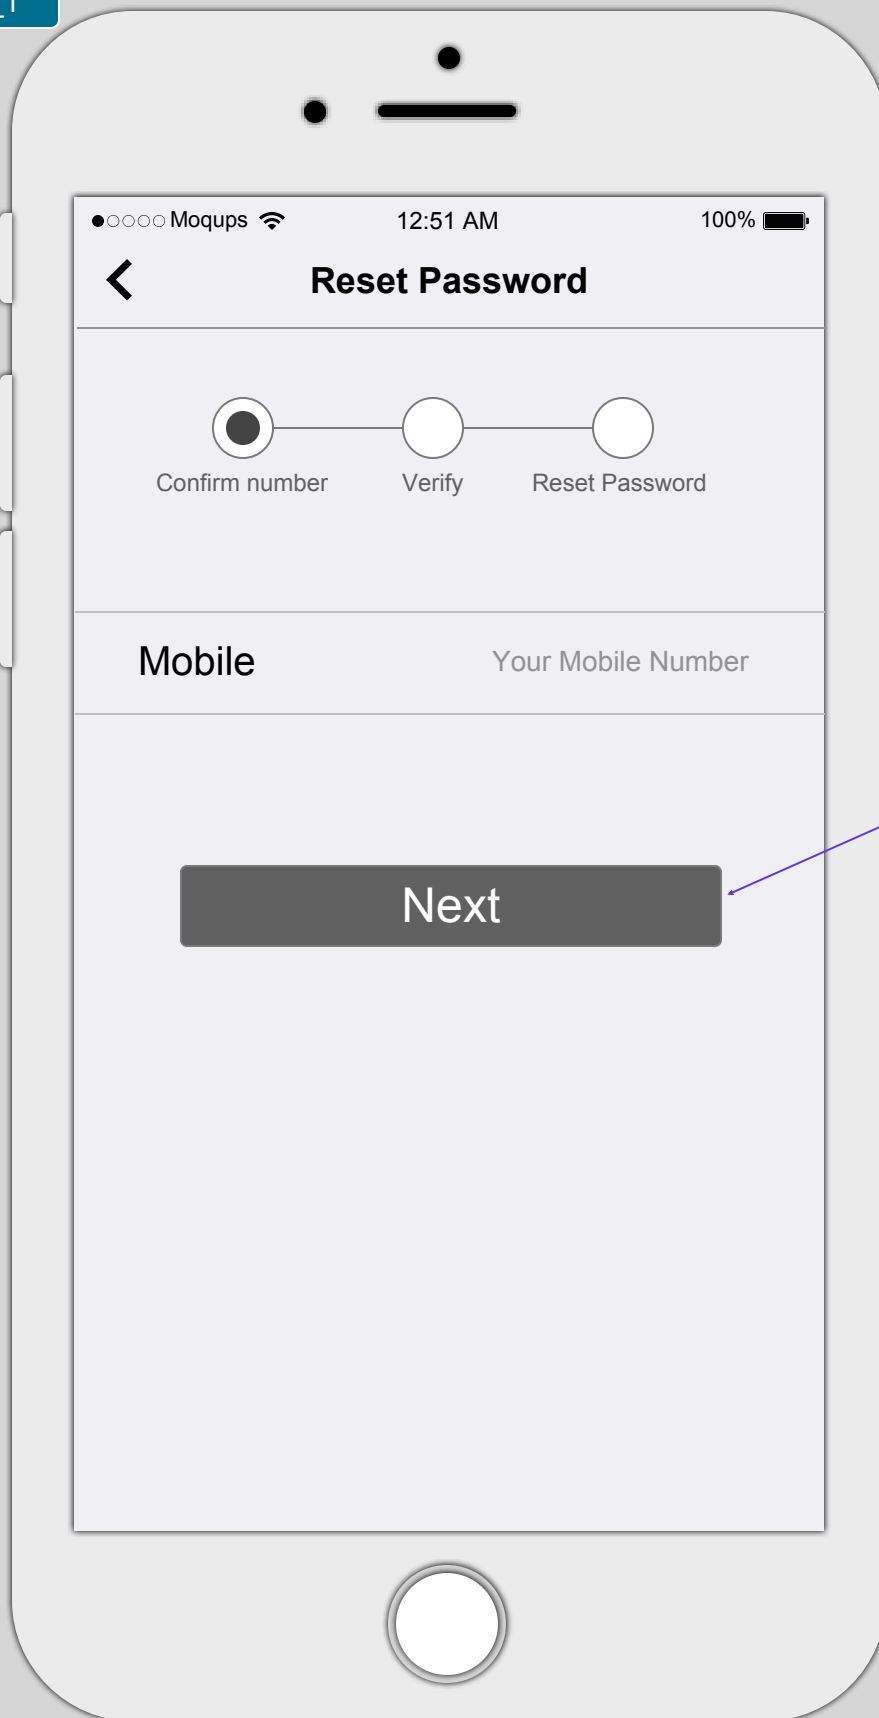 Moqups 12:51 AM 100%
Reset Password
Confirm number Verify Reset Password
Mobile Your Mobile Number
Next